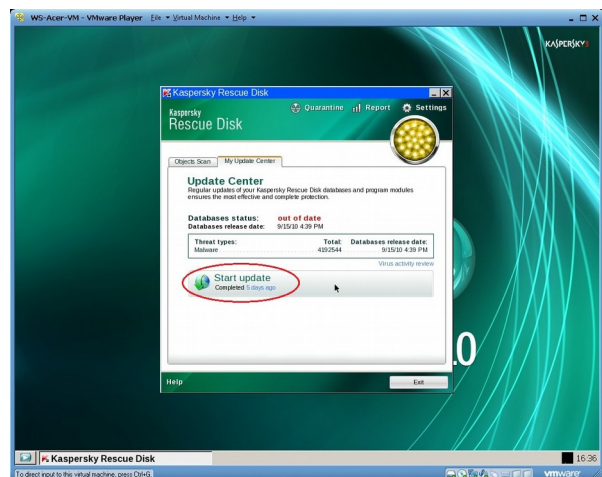 WS-Acer-VM - VMware Player File Virtual Machine Help
KASPERSKY
Kaspersky Rescue Disk
Kaspersky
Rescue Disk
Quarantine Report Settings
Objects Scan My Update Center
Update Center
Regular updates of your Kaspersky Rescue Disk databases and program modules
ensures the most effective and complete protection.
Databases status: out of date
Databases release date: 9/15/10 4:39 PM
Threat types: Total: Databases release date:
Malware 4192544 9/15/10 4:39 PM
Virus activity review
Start update
Completed 5 days ago
.0
Help Exit
Kaspersky Rescue Disk 16:36
To direct input to this virtual machine, press Ctrl+G. vmware